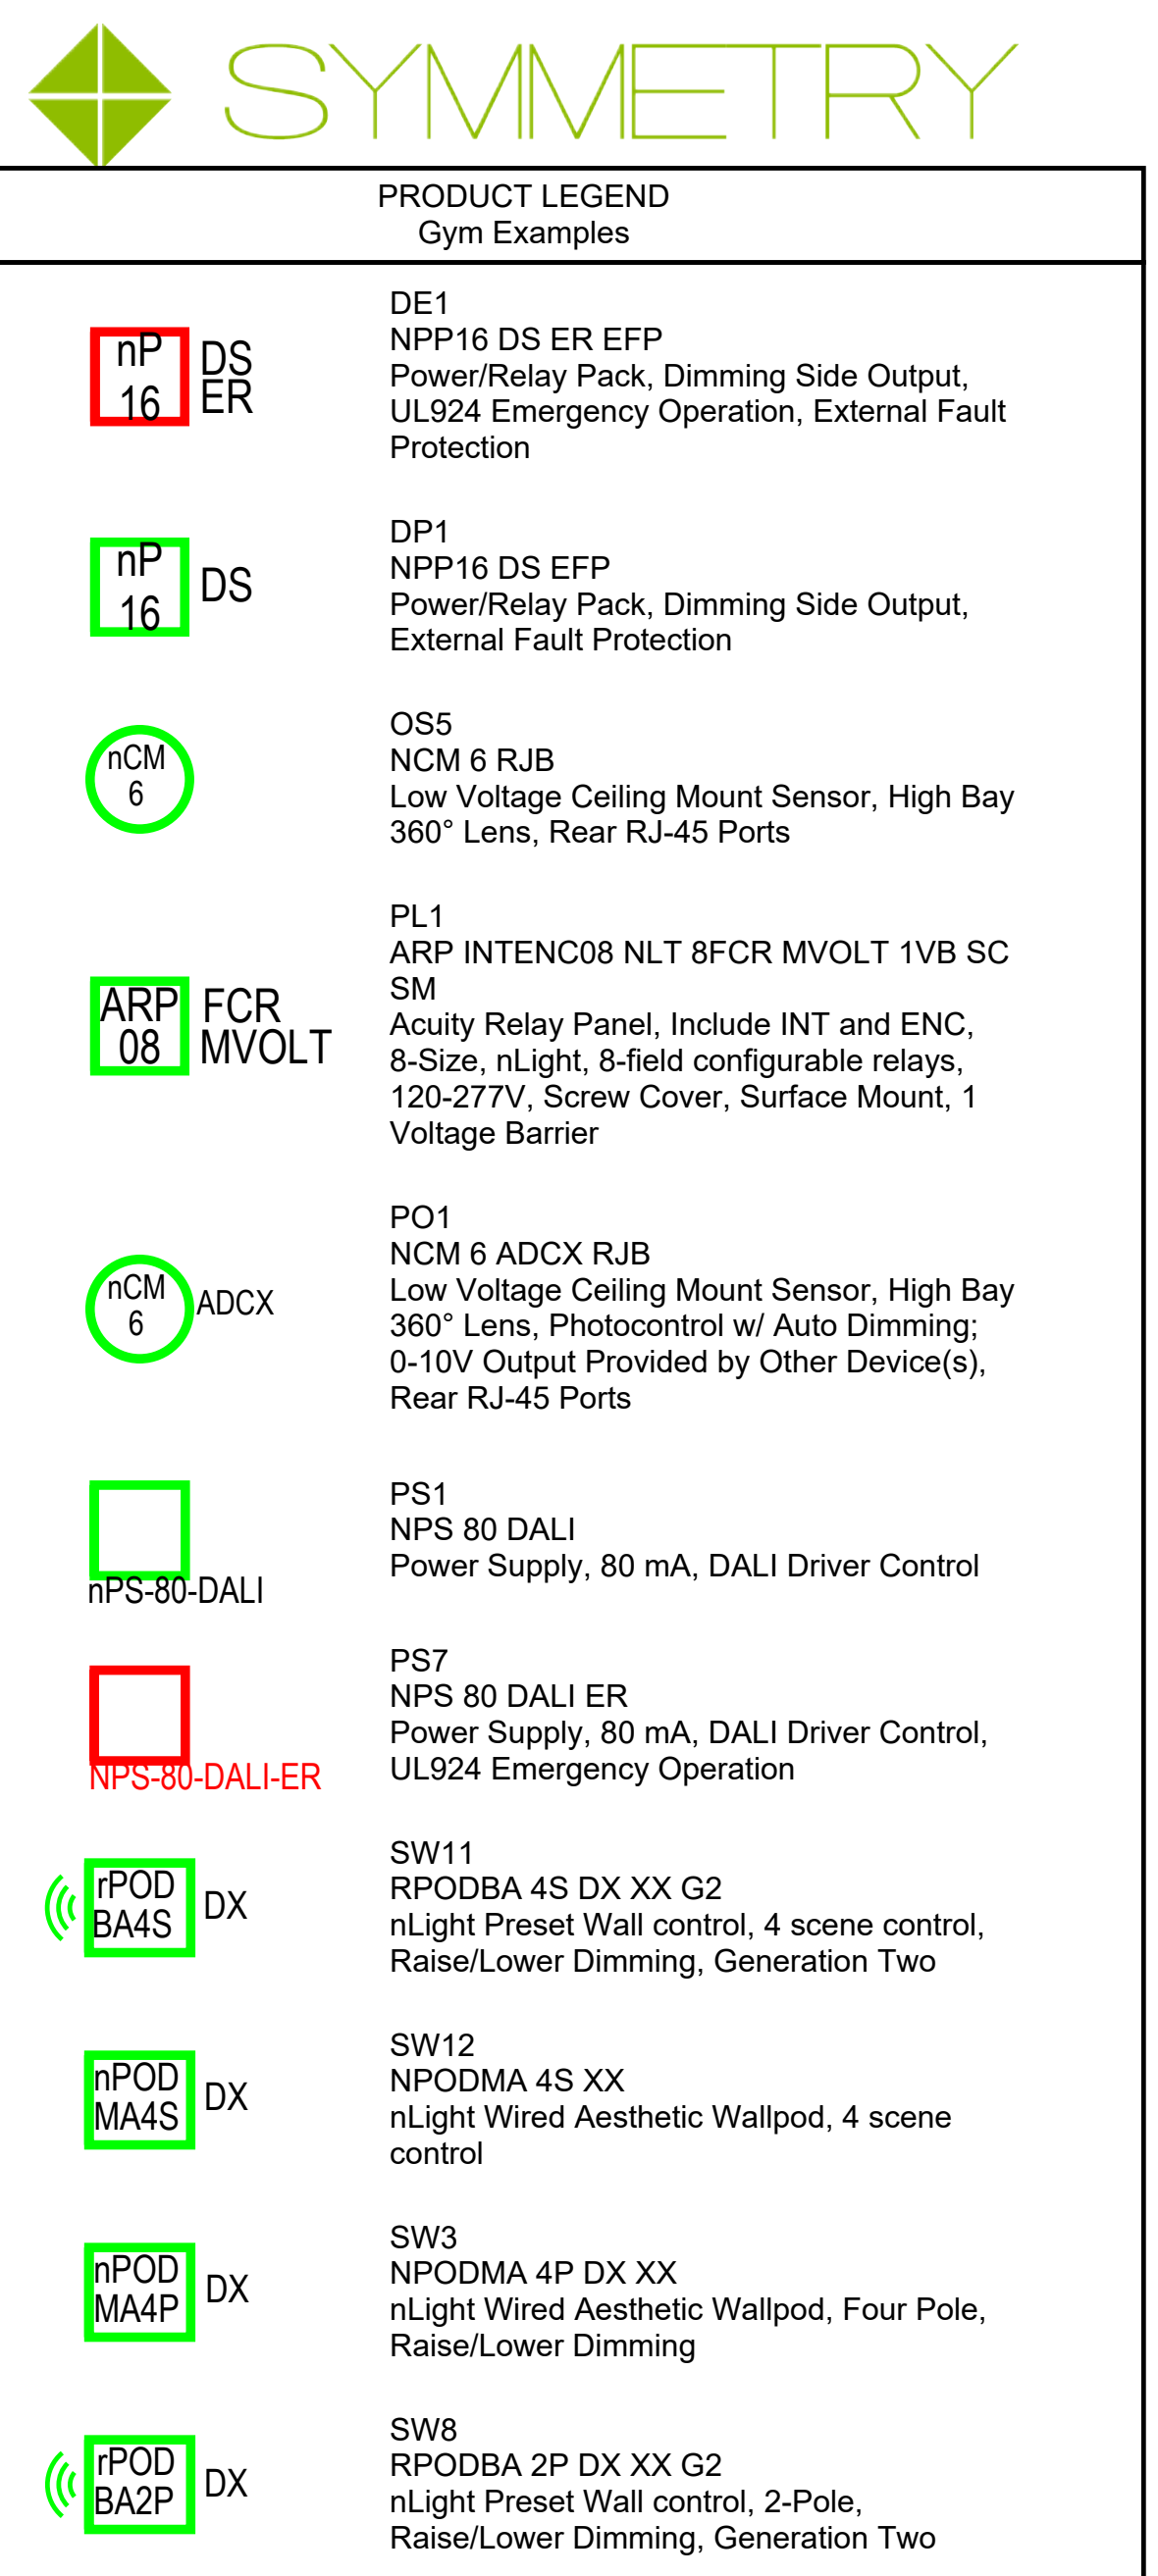 SYMMETRY
PRODUCT LEGEND
Gym Examples
nP
16
DS
ER
DE1
NPP16 DS ER EFP
Power/Relay Pack, Dimming Side Output,
UL924 Emergency Operation, External Fault
Protection
nP
16
DS
DP1
NPP16 DS EFP
Power/Relay Pack, Dimming Side Output,
External Fault Protection
nCM
6
OS5
NCM 6 RJB
Low Voltage Ceiling Mount Sensor, High Bay
360° Lens, Rear RJ-45 Ports
ARP
08
FCR
MVOLT
PL1
ARP INTENC08 NLT 8FCR MVOLT 1VB SC
SM
Acuity Relay Panel, Include INT and ENC,
8-Size, nLight, 8-field configurable relays,
120-277V, Screw Cover, Surface Mount, 1
Voltage Barrier
nCM
6
ADCX
PO1
NCM 6 ADCX RJB
Low Voltage Ceiling Mount Sensor, High Bay
360° Lens, Photocontrol w/ Auto Dimming;
0-10V Output Provided by Other Device(s),
Rear RJ-45 Ports
nPS-80-DALI
PS1
NPS 80 DALI
Power Supply, 80 mA, DALI Driver Control
NPS-80-DALI-ER
PS7
NPS 80 DALI ER
Power Supply, 80 mA, DALI Driver Control,
UL924 Emergency Operation
rPOD
BA4S
DX
SW11
RPODBA 4S DX XX G2
nLight Preset Wall control, 4 scene control,
Raise/Lower Dimming, Generation Two
nPOD
MA4S
DX
SW12
NPODMA 4S XX
nLight Wired Aesthetic Wallpod, 4 scene
control
nPOD
MA4P
DX
SW3
NPODMA 4P DX XX
nLight Wired Aesthetic Wallpod, Four Pole,
Raise/Lower Dimming
rPOD
BA2P
DX
SW8
RPODBA 2P DX XX G2
nLight Preset Wall control, 2-Pole,
Raise/Lower Dimming, Generation Two